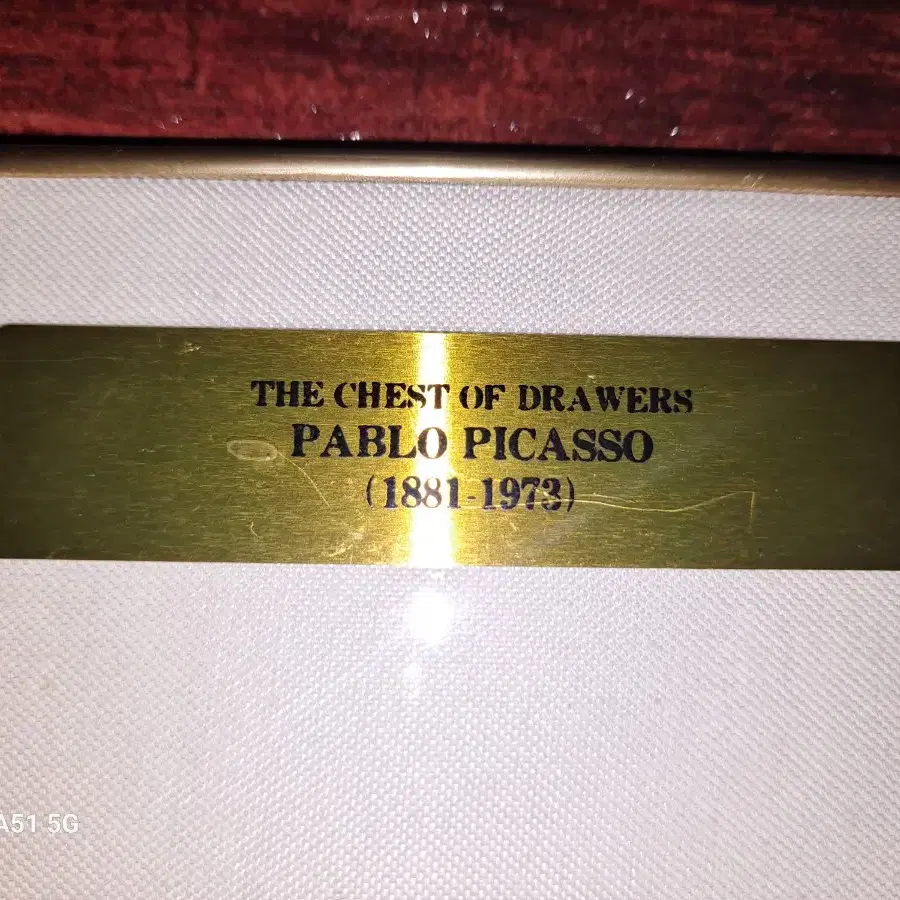 THE CHEST OF DRAWERS
PABLO PICASSO
(1881-1973)
A51 5G